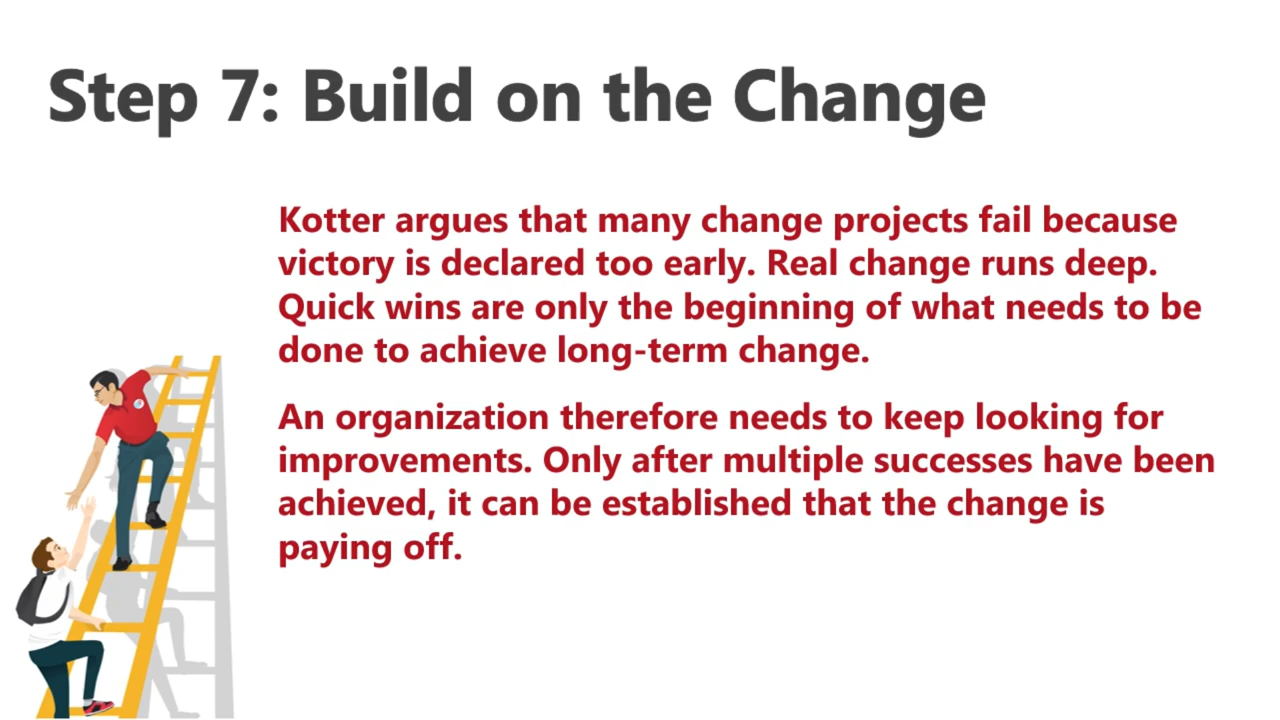 Step 7: Build on the Change
Kotter argues that many change projects fail because
victory is declared too early. Real change runs deep.
Quick wins are only the beginning of what needs to be
done to achieve long-term change.
An organization therefore needs to keep looking for
improvements. Only after multiple successes have been
achieved, it can be established that the change is
paying off.